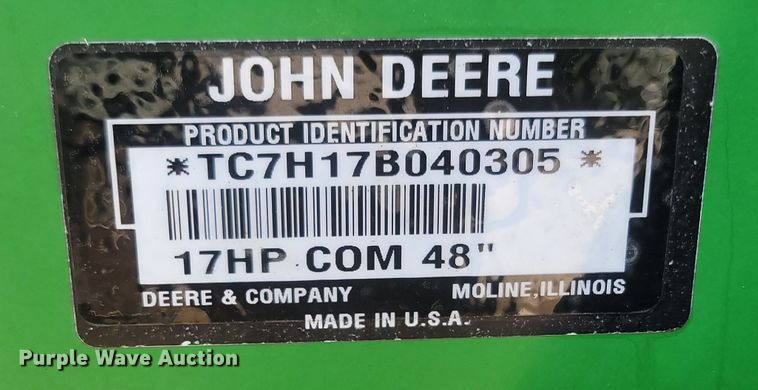 JOHN DEERE
PRODUCT IDENTIFICATION NUMBER
*TC7H17B040305*
17HP COM 48"
DEERE & COMPANY MOLINE, ILLINOIS
MADE IN U.S.A.
Purple Wave Auction